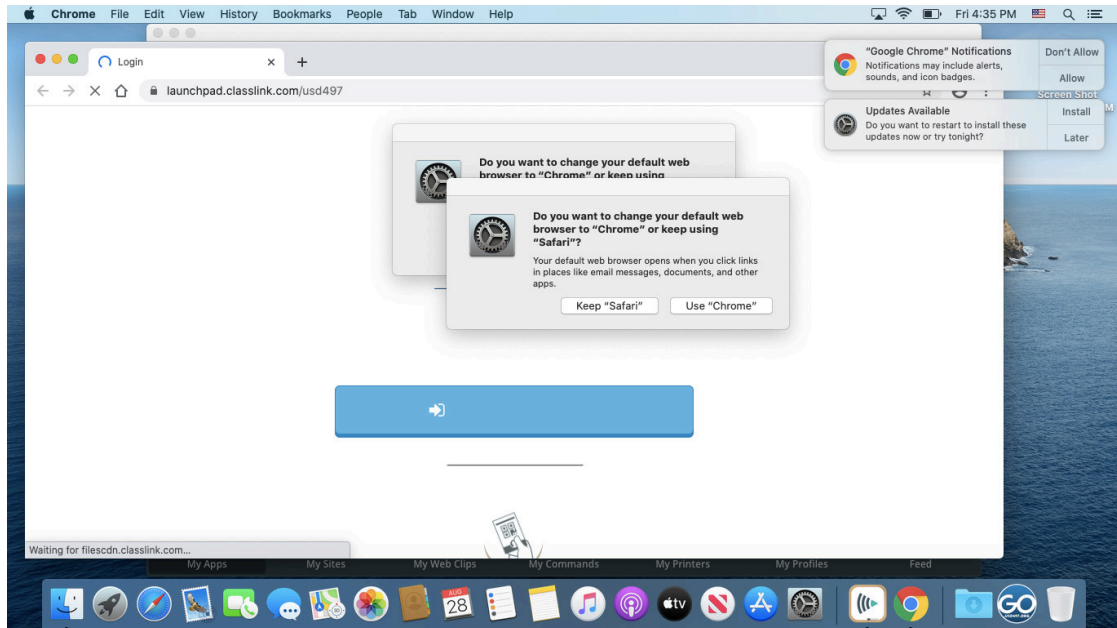 Chrome File Edit View History Bookmarks People Tab Window Help
Fri 4:35 PM
Login
launchpad.classlink.com/usd497
"Google Chrome" Notifications
Notifications may include alerts,
sounds, and icon badges.
Don't Allow
Allow
Screen Shot
M
Updates Available
Do you want to restart to install these
updates now or try tonight?
Install
Later
Do you want to change your default web
browser to "Chrome" or keep using
Do you want to change your default web
browser to "Chrome" or keep using
"Safari"?
Your default web browser opens when you click links
in places like email messages, documents, and other
apps.
Keep "Safari"
Use "Chrome"
Waiting for filescdn.classlink.com...
My Apps
My Sites
My Web Clips
My Commands
My Printers
My Profiles
Feed
AUG
28
tv
GO